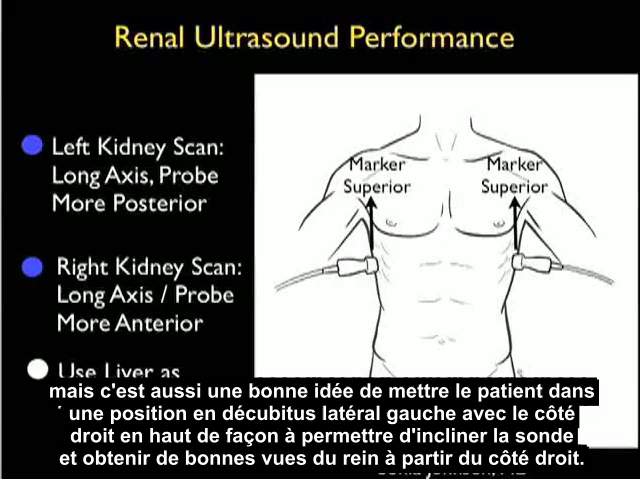 Renal Ultrasound Performance
Left Kidney Scan:
Long Axis, Probe
More Posterior
Right Kidney Scan:
Long Axis / Probe
More Anterior
Use Liver as
Marker
Superior
Marker
Superior
mais c'est aussi une bonne idée de mettre le patient dans
une position en décubitus latéral gauche avec le côté
droit en haut de façon à permettre d'incliner la sonde
et obtenir de bonnes vues du rein à partir du côté droit.